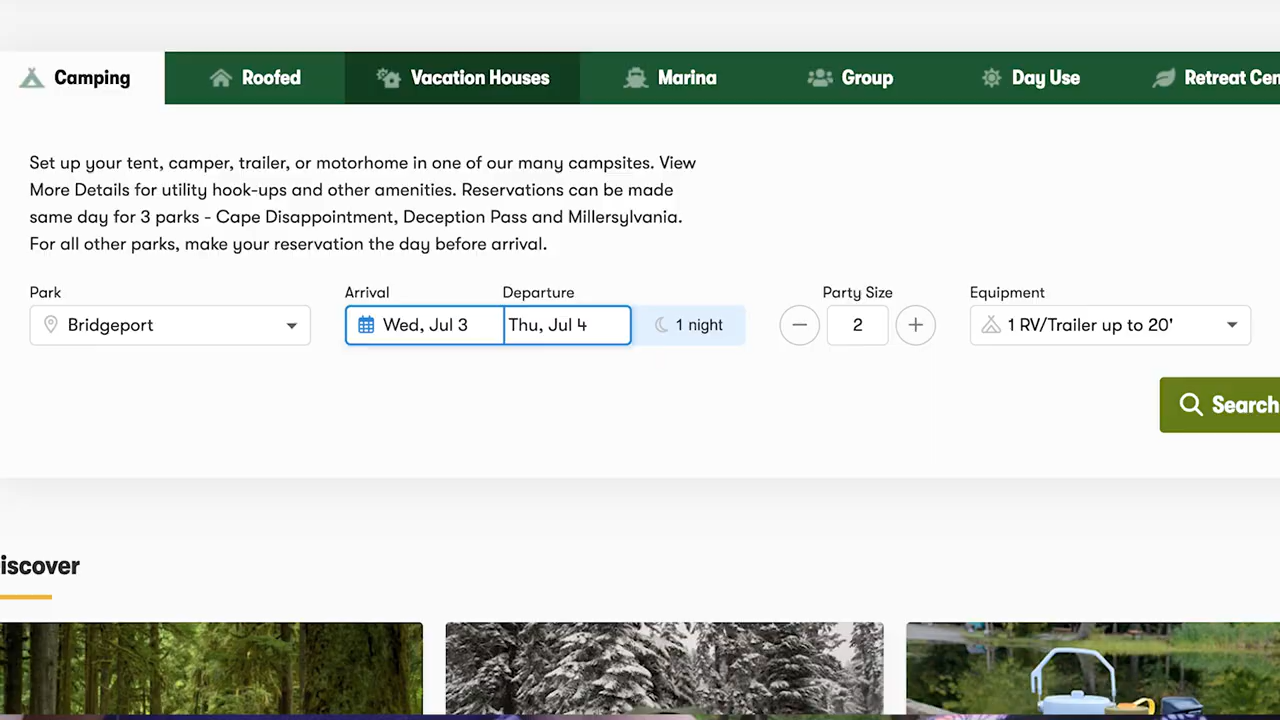 Camping Roofed Vacation Houses Marina Group Day Use Retreat Cen
Set up your tent, camper, trailer, or motorhome in one of our many campsites. View
More Details for utility hook-ups and other amenities. Reservations can be made
same day for 3 parks - Cape Disappointment, Deception Pass and Millersylvania.
For all other parks, make your reservation the day before arrival.
Park Arrival Departure Party Size Equipment
Bridgeport Wed, Jul 3 Thu, Jul 4 1 night 2 1 RV/Trailer up to 20'
Search
iscover